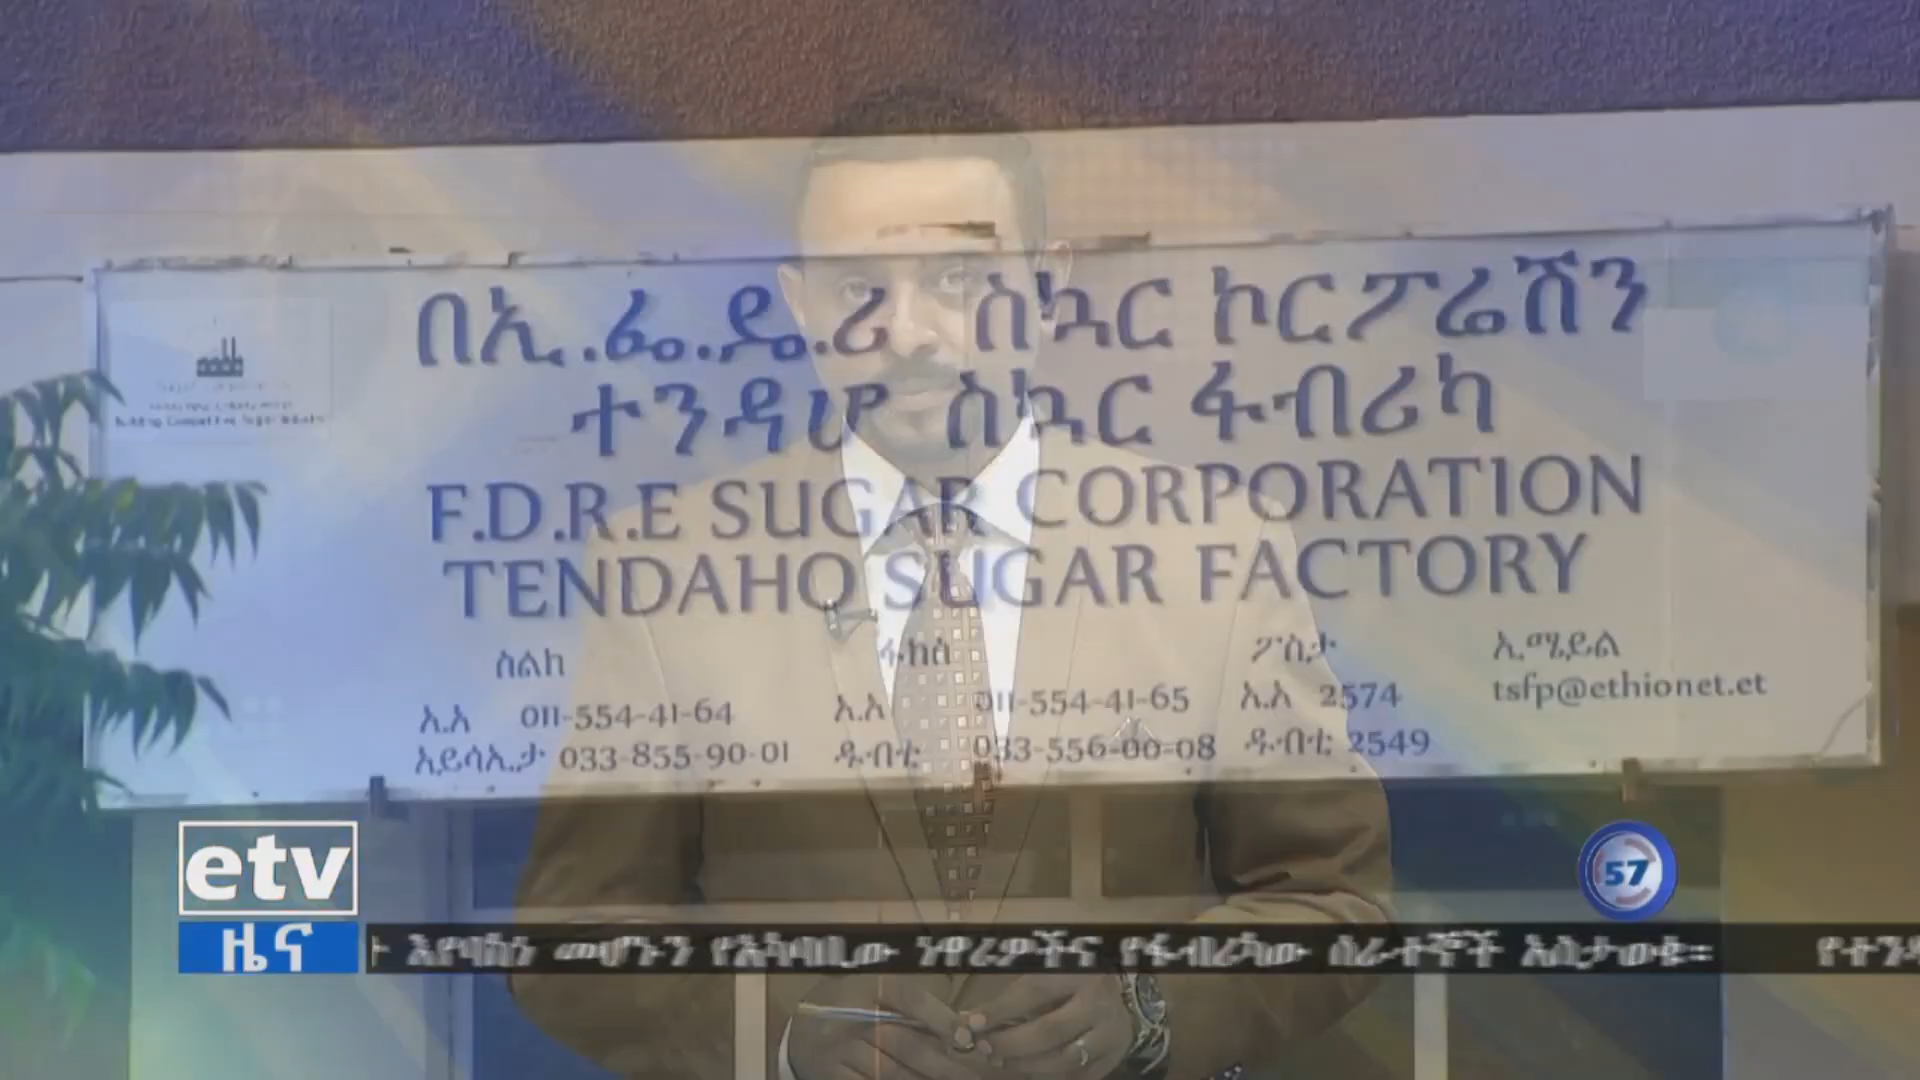 በኢ.ፌ.ዴ.ሪ ስኳር ኮርፖሬሽን
ተንዳሆ ስኳር ፋብሪካ
F.D.R.E SUGAR CORPORATION
TENDAHO SUGAR FACTORY
ስልክ ፋክስ ፖስታ ኢሜይል
አ.አ 011-554-41-64 አ.አ 011-554-41-65 አ.አ 2574 tsfp@ethionet.et
አይሳኢታ 033-855-90-01 ዱብቲ 033-556-00-08 ዱብቲ 2549
etv
57
ዜና
መሆኑን የአካባቢው ነዋሪዎችና የፋብሪካው ሰራተኞች አስታወቁ። የተንዳ